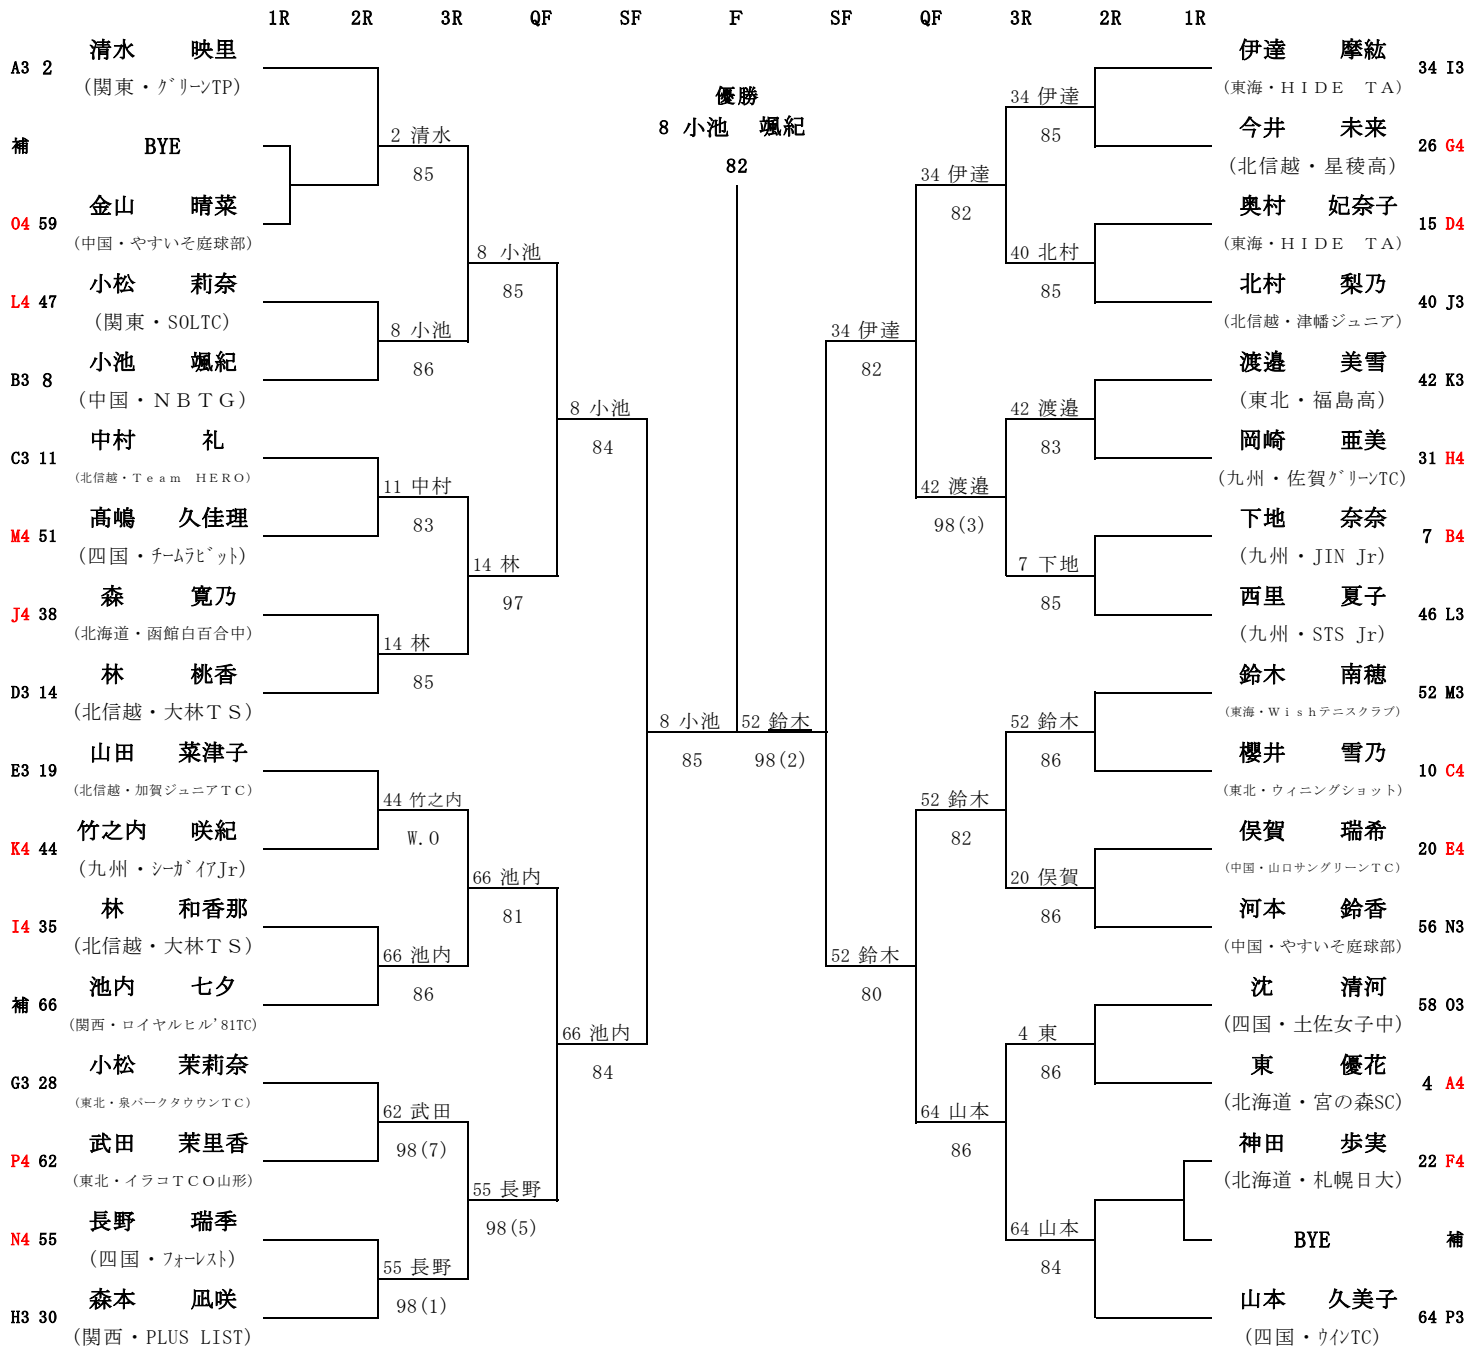 1R 2R 3R QF SF F SF QF 3R 2R 1R
優勝
8 小池 颯紀
82
A3 2 清水 映里
(関東・グリーンTP)
補 BYE
O4 59 金山 晴菜
(中国・やすいそ庭球部)
L4 47 小松 莉奈
(関東・SOLTC)
B3 8 小池 颯紀
(中国・NBTG)
C3 11 中村 礼
(北信越・Team HERO)
M4 51 髙嶋 久佳理
(四国・チームラビット)
J4 38 森 寛乃
(北海道・函館白百合中)
D3 14 林 桃香
(北信越・大林TS)
E3 19 山田 菜津子
(北信越・加賀ジュニアTC)
K4 44 竹之内 咲紀
(九州・シーガイアJr)
I4 35 林 和香那
(北信越・大林TS)
補 66 池内 七夕
(関西・ロイヤルヒル'81TC)
G3 28 小松 茉莉奈
(東北・泉パークタウウンTC)
P4 62 武田 茉里香
(東北・イラコTCO山形)
N4 55 長野 瑞季
(四国・フォーレスト)
H3 30 森本 凪咲
(関西・PLUS LIST)
2 清水
85
8 小池
86
11 中村
83
14 林
85
44 竹之内
W.O
66 池内
86
62 武田
98(7)
55 長野
98(1)
8 小池
85
14 林
97
66 池内
81
55 長野
98(5)
8 小池
84
66 池内
84
8 小池
85
52 鈴木
98(2)
34 伊達
82
52 鈴木
80
34 伊達
82
42 渡邉
98(3)
52 鈴木
82
64 山本
86
34 伊達
85
40 北村
85
42 渡邉
83
7 下地
85
52 鈴木
86
20 俣賀
86
4 東
86
64 山本
84
伊達 摩紘 34 I3
(東海・HIDE TA)
今井 未来 26 G4
(北信越・星稜高)
奥村 妃奈子 15 D4
(東海・HIDE TA)
北村 梨乃 40 J3
(北信越・津幡ジュニア)
渡邉 美雪 42 K3
(東北・福島高)
岡崎 亜美 31 H4
(九州・佐賀グリーンTC)
下地 奈奈 7 B4
(九州・JIN Jr)
西里 夏子 46 L3
(九州・STS Jr)
鈴木 南穂 52 M3
(東海・Wishテニスクラブ)
櫻井 雪乃 10 C4
(東北・ウィニングショット)
俣賀 瑞希 20 E4
(中国・山口サングリーンTC)
河本 鈴香 56 N3
(中国・やすいそ庭球部)
沈 清河 58 O3
(四国・土佐女子中)
東 優花 4 A4
(北海道・宮の森SC)
神田 歩実 22 F4
(北海道・札幌日大)
BYE 補
山本 久美子 64 P3
(四国・ウインTC)